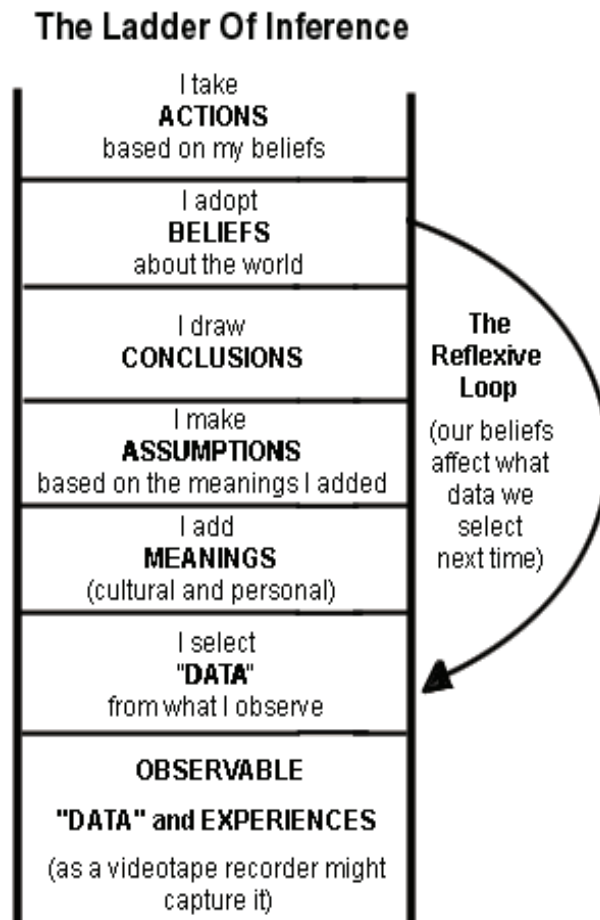 The Ladder Of Inference
I take
ACTIONS
based on my beliefs
I adopt
BELIEFS
about the world
I draw
CONCLUSIONS
I make
ASSUMPTIONS
based on the meanings I added
I add
MEANINGS
(cultural and personal)
I select
"DATA"
from what I observe
OBSERVABLE
"DATA" and EXPERIENCES
(as a videotape recorder might
capture it)
The
Reflexive
Loop
(our beliefs
affect what
data we
select
next time)